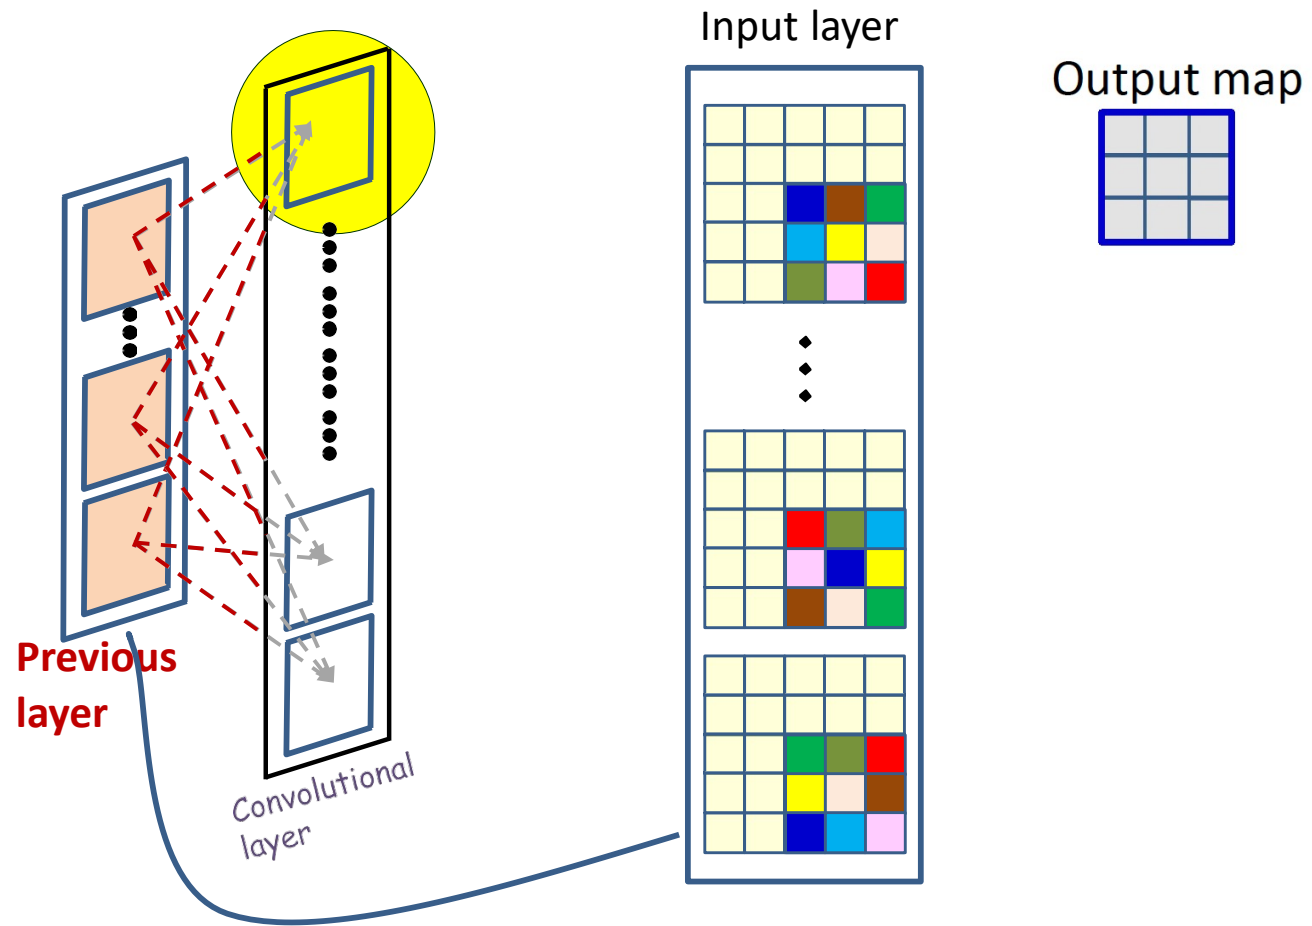 Input layer
Output map
Previous
layer
Convolutional
layer